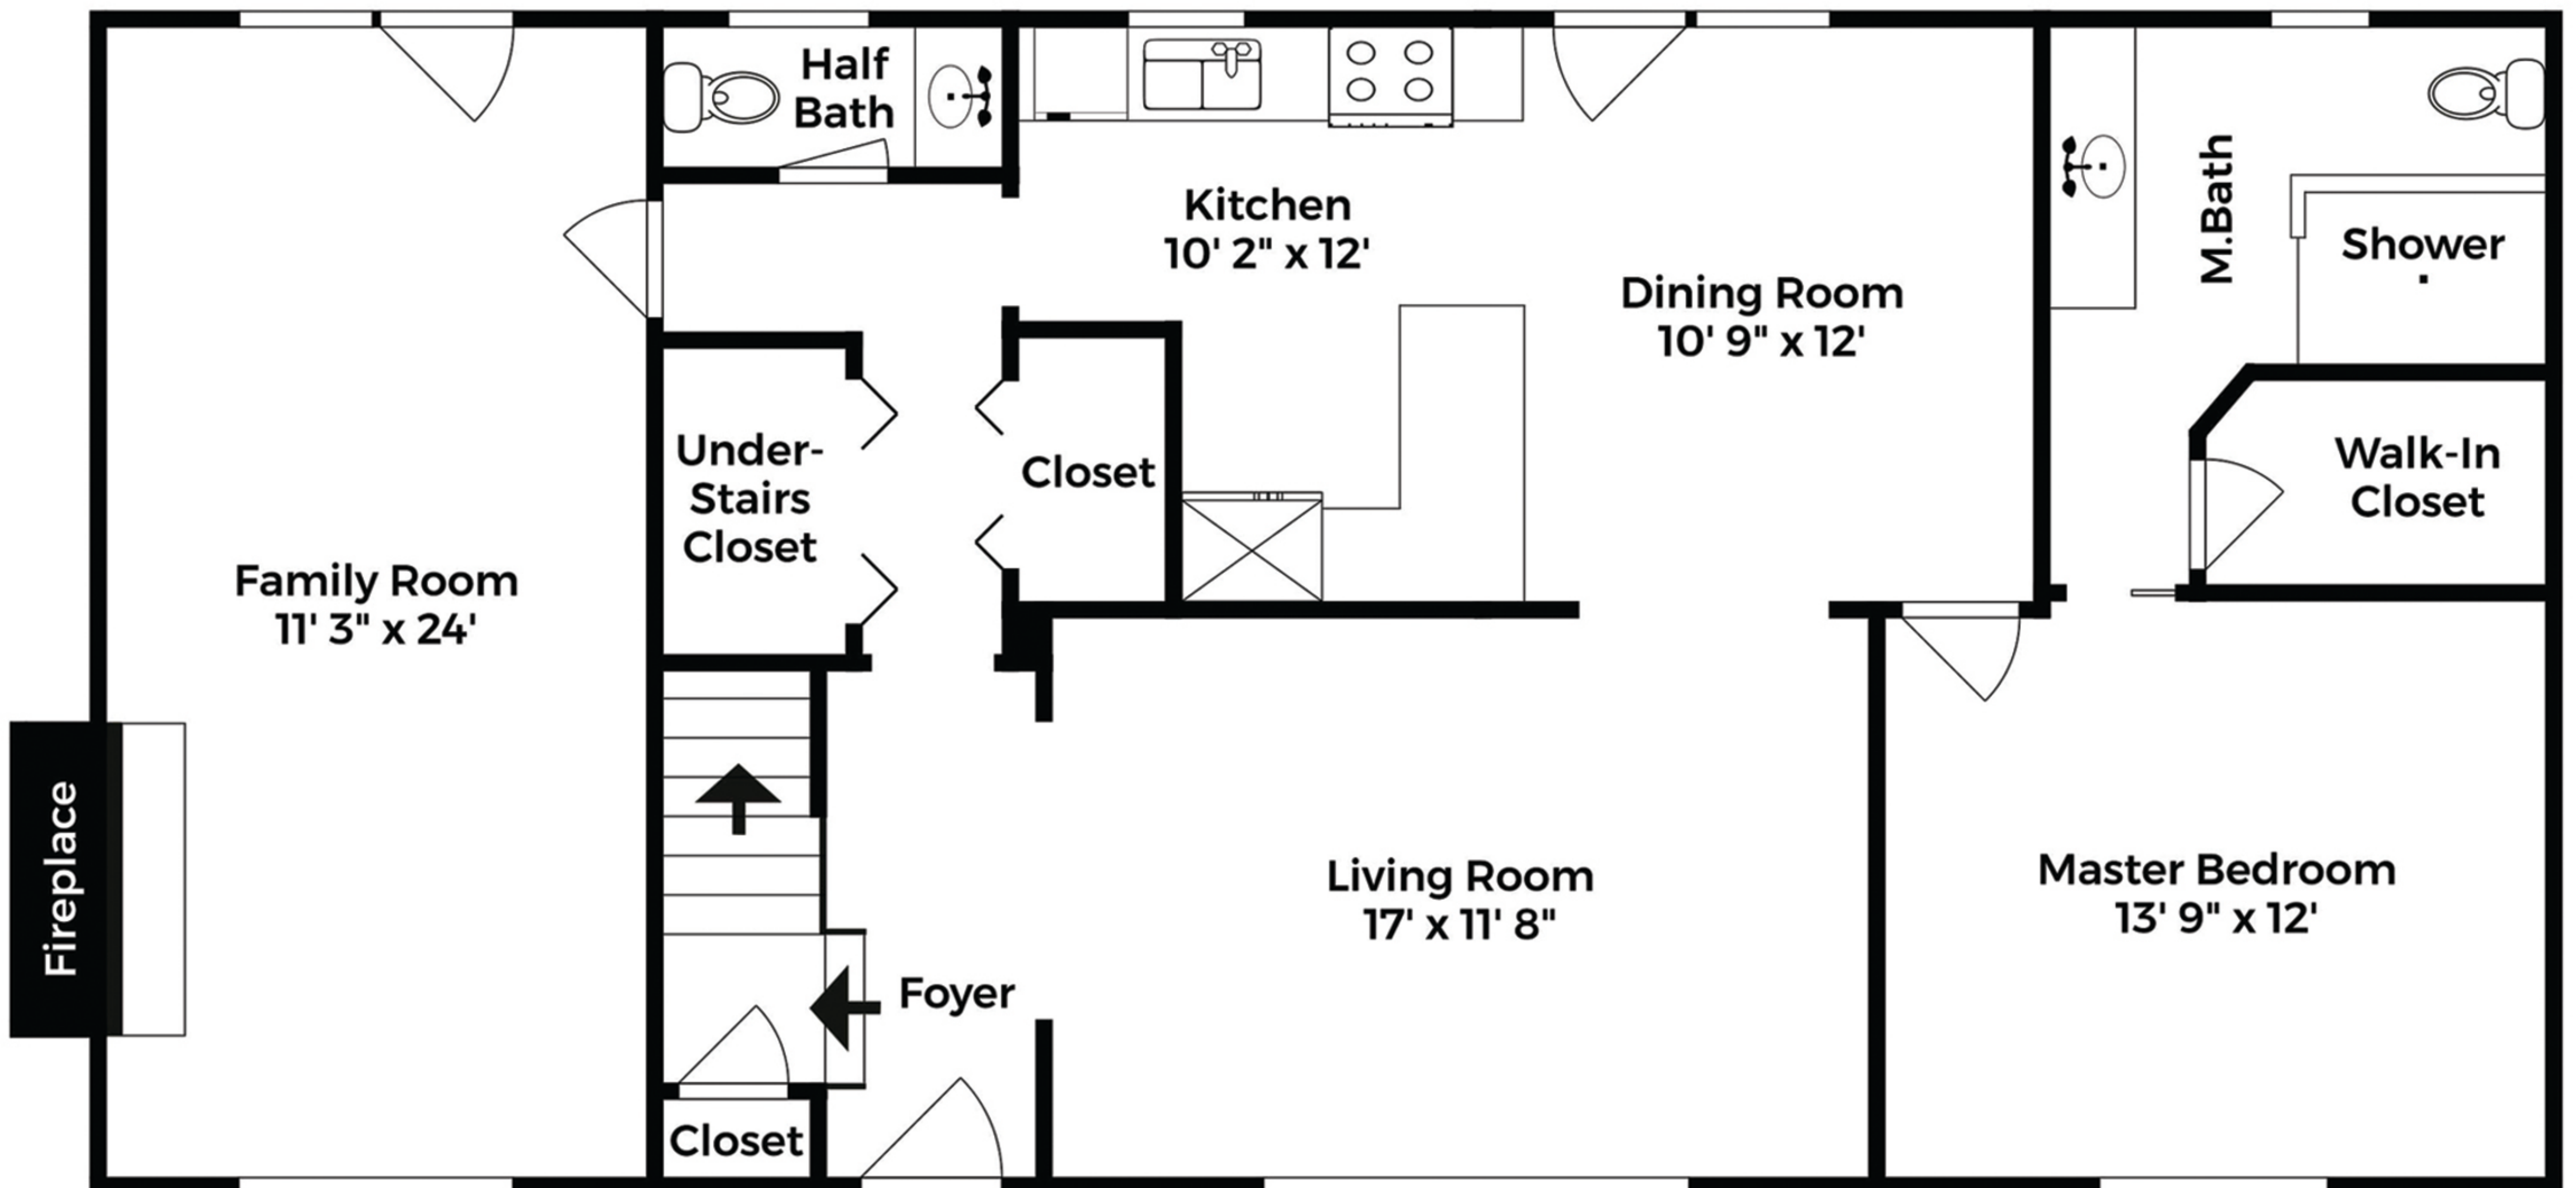 Half
Bath
Kitchen
10' 2" x 12'
Dining Room
10' 9" x 12'
M.Bath
Shower
Walk-In
Closet
Under-
Stairs
Closet
Closet
Family Room
11' 3" x 24'
Fireplace
Living Room
17' x 11' 8"
Master Bedroom
13' 9" x 12'
Foyer
Closet